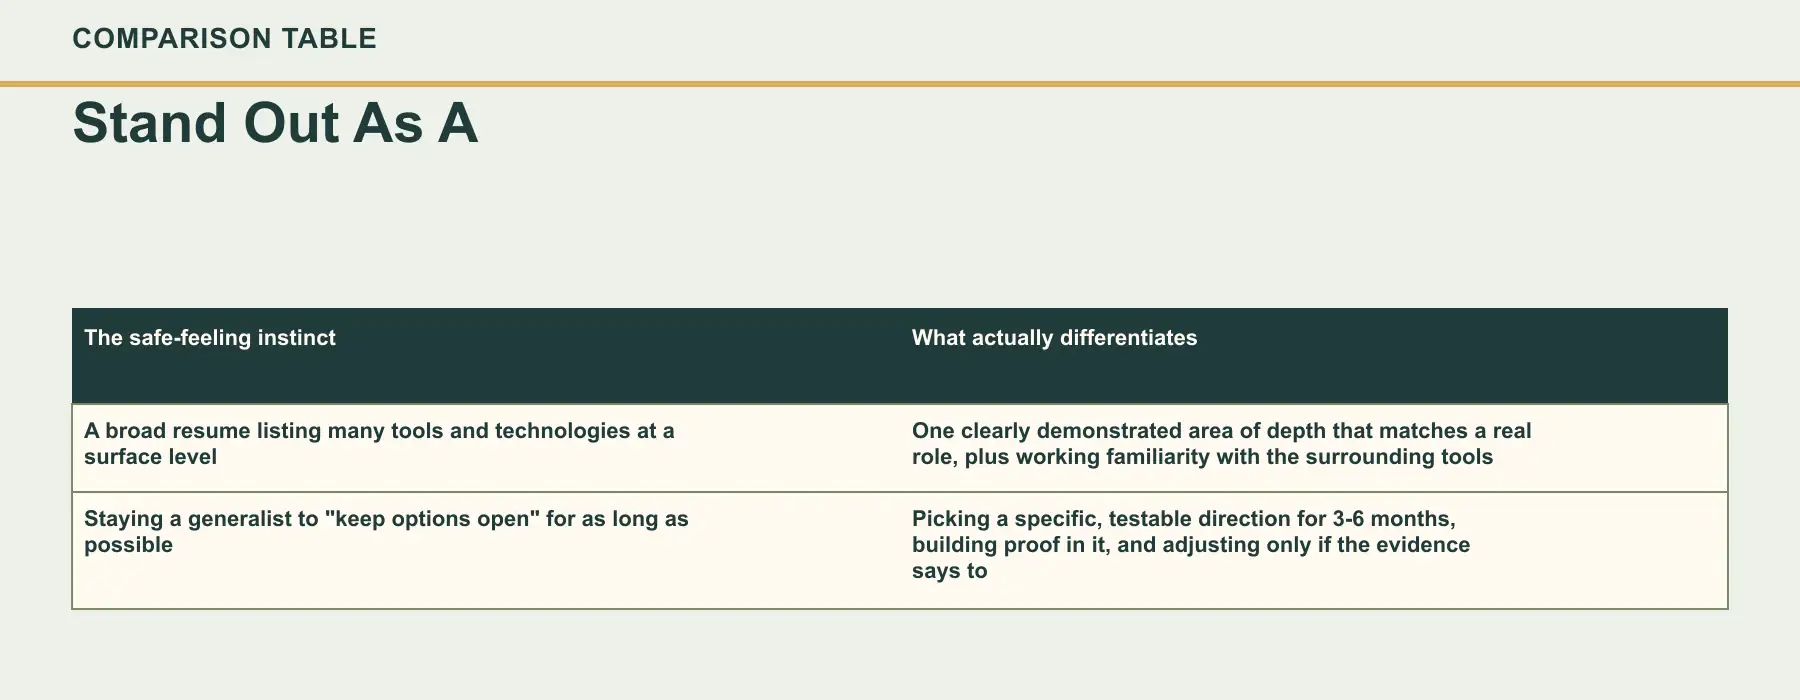 COMPARISON TABLE
Stand Out As A
The safe-feeling instinct
What actually differentiates
A broad resume listing many tools and technologies at a
surface level
One clearly demonstrated area of depth that matches a real
role, plus working familiarity with the surrounding tools
Staying a generalist to "keep options open" for as long as
possible
Picking a specific, testable direction for 3-6 months,
building proof in it, and adjusting only if the evidence
says to